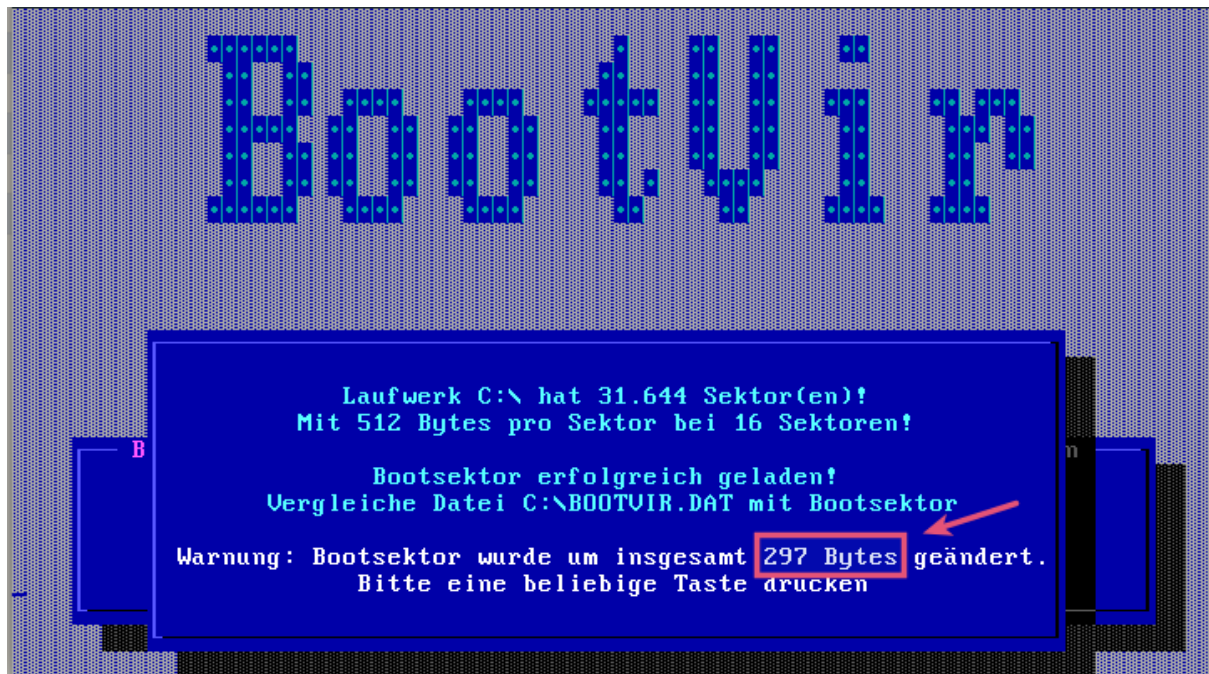 BootVir
Laufwerk C:\ hat 31.644 Sektor(en)!
Mit 512 Bytes pro Sektor bei 16 Sektoren!
Bootsektor erfolgreich geladen!
Vergleiche Datei C:\BOOTVIR.DAT mit Bootsektor
B
m
Warnung: Bootsektor wurde um insgesamt 297 Bytes geändert.
Bitte eine beliebige Taste drücken